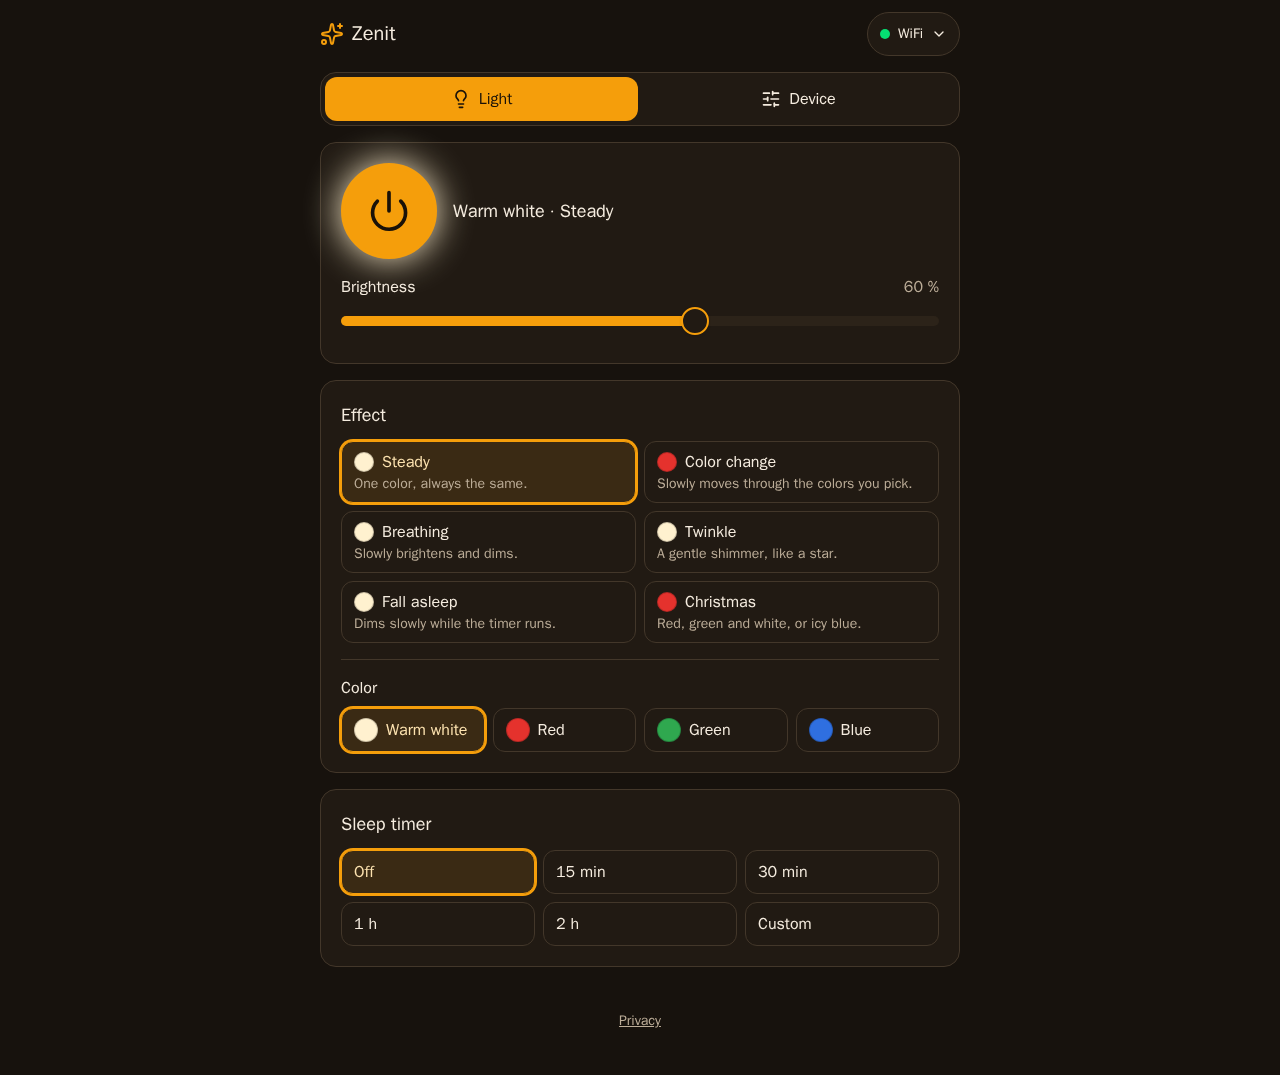 Zenit
WiFi
Light
Device
Warm white · Steady
Brightness
60 %
Effect
Steady
One color, always the same.
Color change
Slowly moves through the colors you pick.
Breathing
Slowly brightens and dims.
Twinkle
A gentle shimmer, like a star.
Fall asleep
Dims slowly while the timer runs.
Christmas
Red, green and white, or icy blue.
Color
Warm white
Red
Green
Blue
Sleep timer
Off
15 min
30 min
1 h
2 h
Custom
Privacy